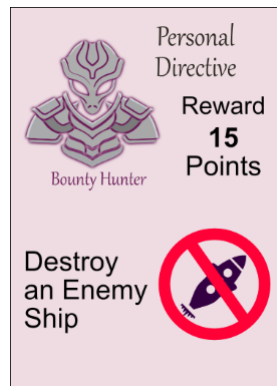 Personal
Directive
Reward
15
Points
Bounty Hunter
Destroy
an Enemy
Ship